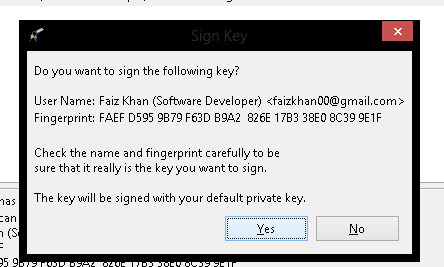 Sign Key
Do you want to sign the following key?
User Name: Faiz Khan (Software Developer) <faizkhan00@gmail.com>
Fingerprint: FAEF D595 9B79 F63D B9A2  826E 17B3 38E0 8C39 9E1F
Check the name and fingerprint carefully to be
sure that it really is the key you want to sign.
The key will be signed with your default private key.
Yes
No
has
can
n (So
F
95 9B79 F63D B9A2 826E 17B3 38E0 8C39 9E1F